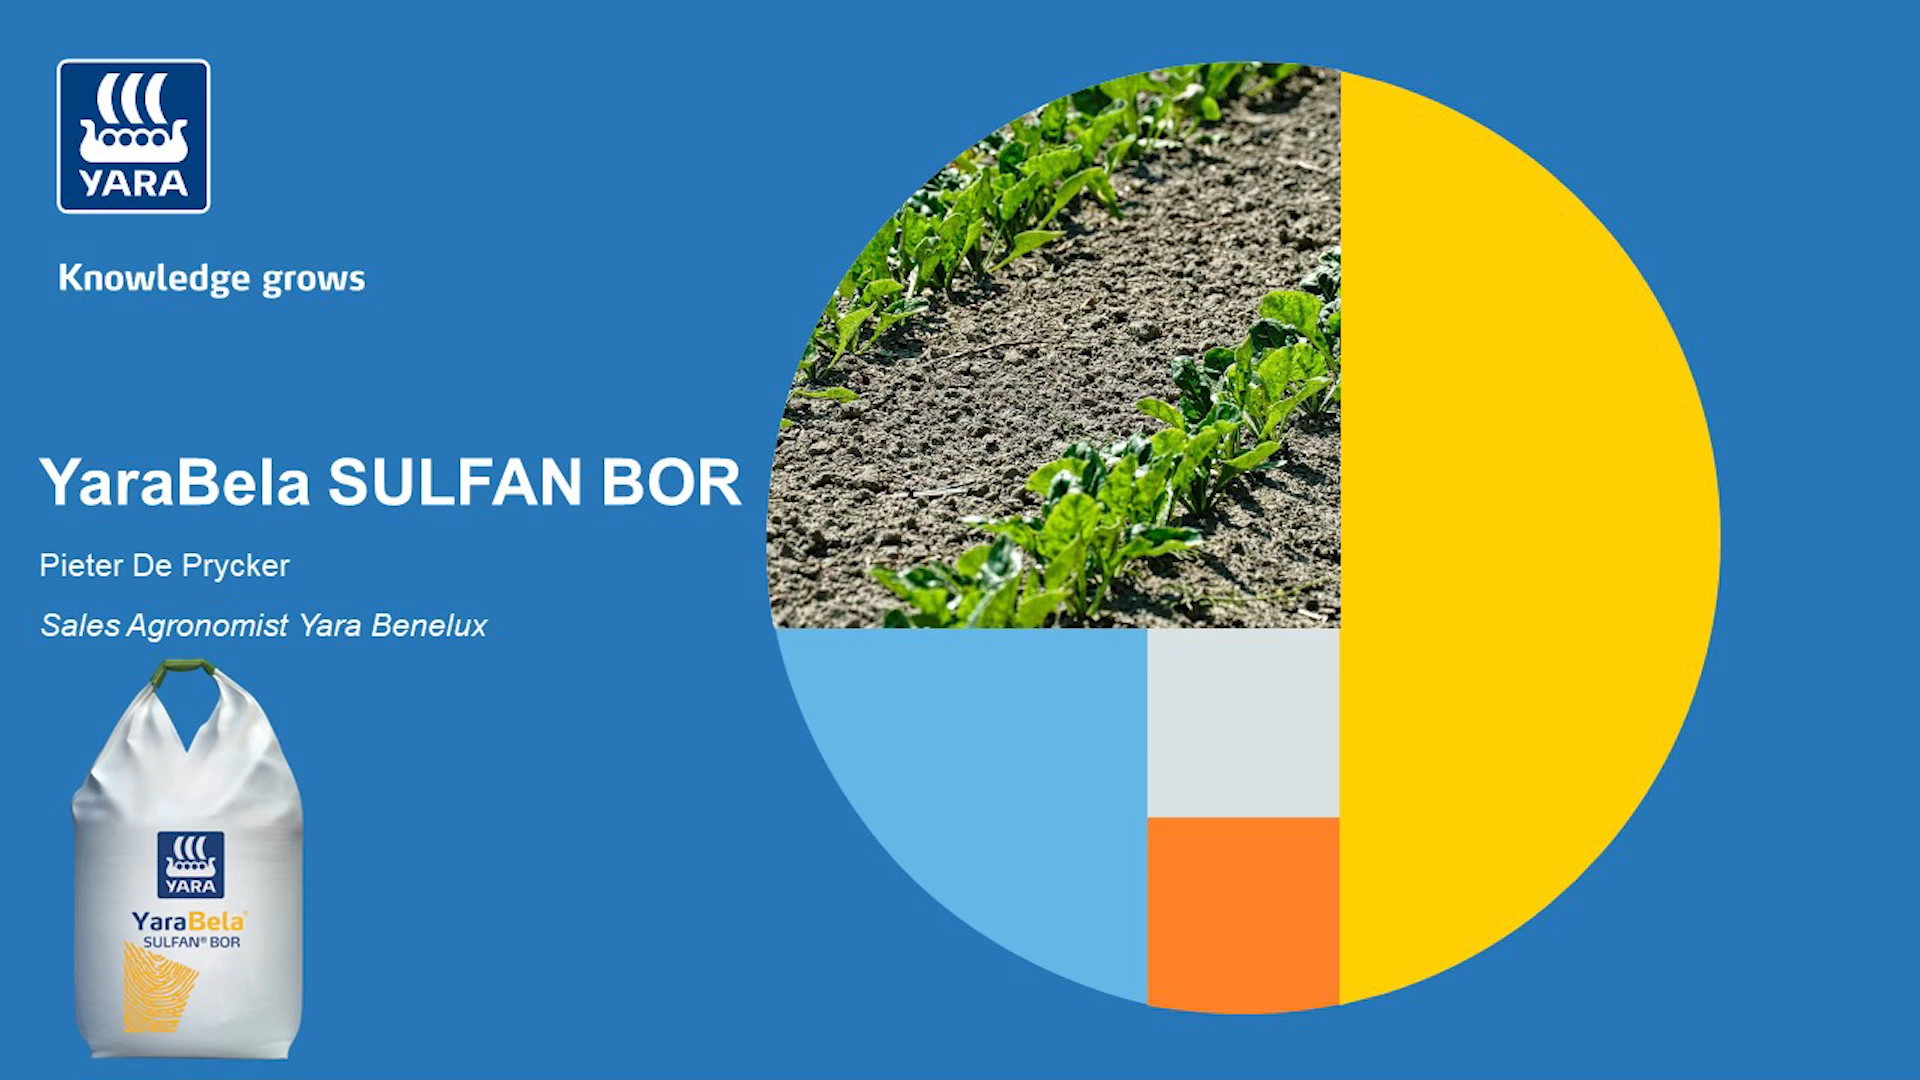 YARA
Knowledge grows
YaraBela SULFAN BOR
Pieter De Prycker
Sales Agronomist Yara Benelux
YARA
YaraBela®
SULFAN® BOR